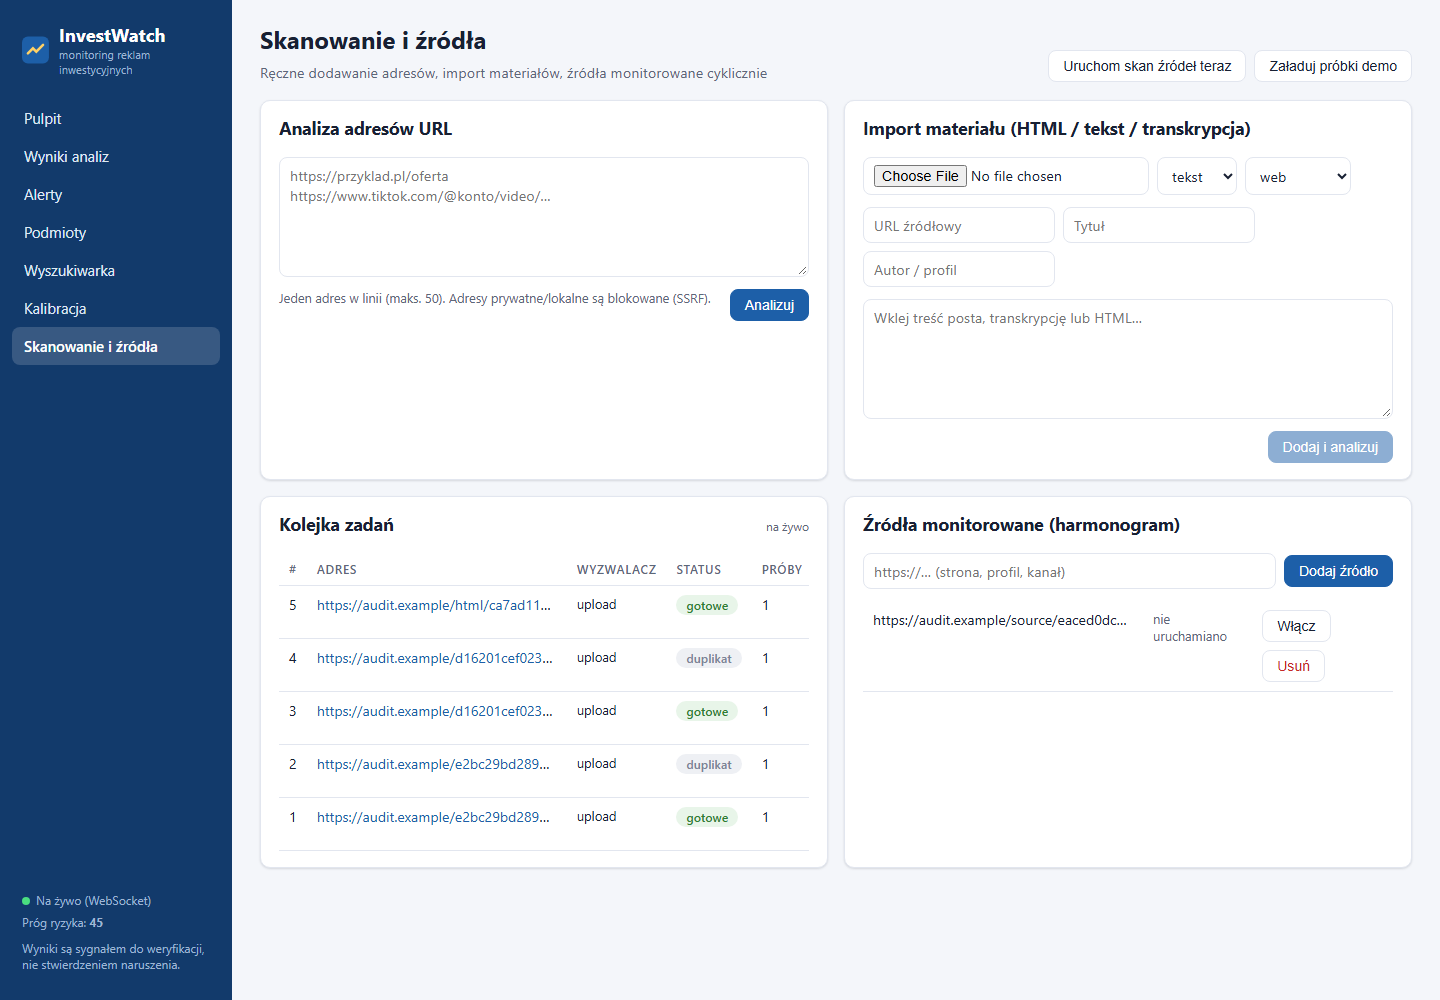 InvestWatch
monitoring reklam
inwestycyjnych
Pulpit
Wyniki analiz
Alerty
Podmioty
Wyszukiwarka
Kalibracja
Skanowanie i źródła
Na żywo (WebSocket)
Próg ryzyka: 45
Wyniki są sygnałem do weryfikacji,
nie stwierdzeniem naruszenia.
Skanowanie i źródła
Ręczne dodawanie adresów, import materiałów, źródła monitorowane cyklicznie
Uruchom skan źródeł teraz
Załaduj próbki demo
Analiza adresów URL
https://przyklad.pl/oferta
https://www.tiktok.com/@konto/video/...
Jeden adres w linii (maks. 50). Adresy prywatne/lokalne są blokowane (SSRF).
Analizuj
Import materiału (HTML / tekst / transkrypcja)
Choose File No file chosen
tekst
web
URL źródłowy
Tytuł
Autor / profil
Wklej treść posta, transkrypcję lub HTML...
Dodaj i analizuj
Kolejka zadań
na żywo
# ADRES WYZWALACZ STATUS PRÓBY
5 https://audit.example/html/ca7ad11... upload gotowe 1
4 https://audit.example/d16201cef023... upload duplikat 1
3 https://audit.example/d16201cef023... upload gotowe 1
2 https://audit.example/e2bc29bd289... upload duplikat 1
1 https://audit.example/e2bc29bd289... upload gotowe 1
Źródła monitorowane (harmonogram)
https://... (strona, profil, kanał)
Dodaj źródło
https://audit.example/source/eaced0dc...
nie
uruchamiano
Włącz
Usuń